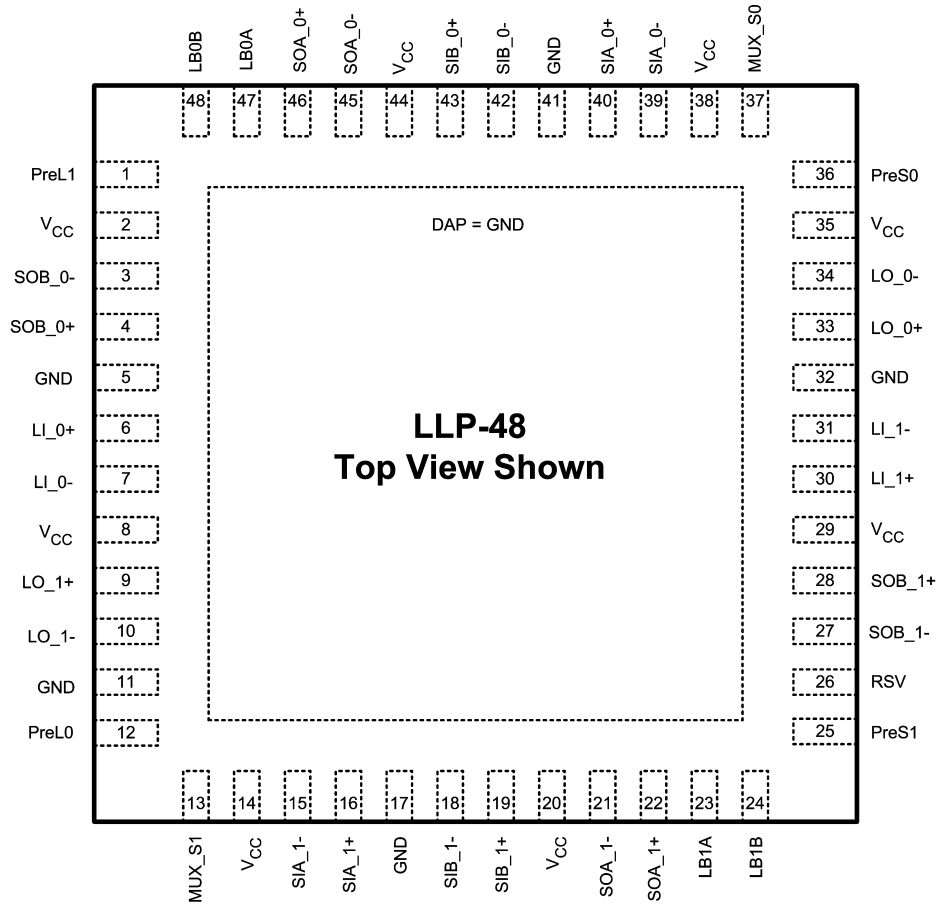 LB0B LB0A SOA_0+ SOA_0- VCC SIB_0+ SIB_0- GND SIA_0+ SIA_0- VCC MUX_S0
48 47 46 45 44 43 42 41 40 39 38 37
PreL1 1 36 PreS0
VCC 2 35 VCC
DAP = GND
SOB_0- 3 34 LO_0-
SOB_0+ 4 33 LO_0+
GND 5 32 GND
LI_0+ 6 31 LI_1-
LLP-48
Top View Shown
LI_0- 7 30 LI_1+
VCC 8 29 VCC
LO_1+ 9 28 SOB_1+
LO_1- 10 27 SOB_1-
GND 11 26 RSV
PreL0 12 25 PreS1
13 14 15 16 17 18 19 20 21 22 23 24
MUX_S1 VCC SIA_1- SIA_1+ GND SIB_1- SIB_1+ VCC SOA_1- SOA_1+ LB1A LB1B